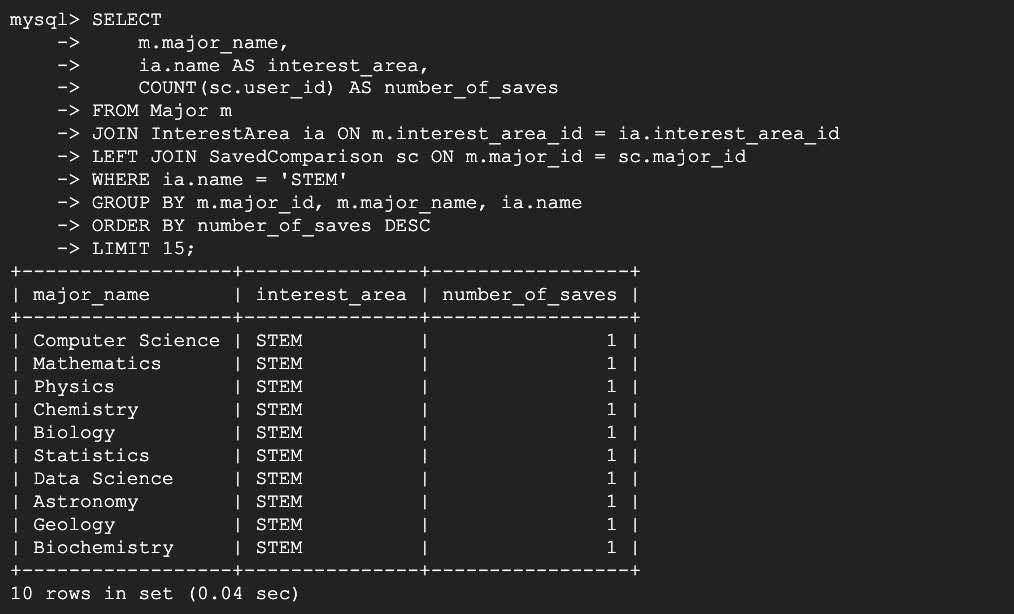 mysql> SELECT
    ->     m.major_name,
    ->     ia.name AS interest_area,
    ->     COUNT(sc.user_id) AS number_of_saves
    -> FROM Major m
    -> JOIN InterestArea ia ON m.interest_area_id = ia.interest_area_id
    -> LEFT JOIN SavedComparison sc ON m.major_id = sc.major_id
    -> WHERE ia.name = 'STEM'
    -> GROUP BY m.major_id, m.major_name, ia.name
    -> ORDER BY number_of_saves DESC
    -> LIMIT 15;
+------------------+---------------+-----------------+
| major_name       | interest_area | number_of_saves |
+------------------+---------------+-----------------+
| Computer Science | STEM          |               1 |
| Mathematics      | STEM          |               1 |
| Physics          | STEM          |               1 |
| Chemistry        | STEM          |               1 |
| Biology          | STEM          |               1 |
| Statistics       | STEM          |               1 |
| Data Science     | STEM          |               1 |
| Astronomy        | STEM          |               1 |
| Geology          | STEM          |               1 |
| Biochemistry     | STEM          |               1 |
+------------------+---------------+-----------------+
10 rows in set (0.04 sec)